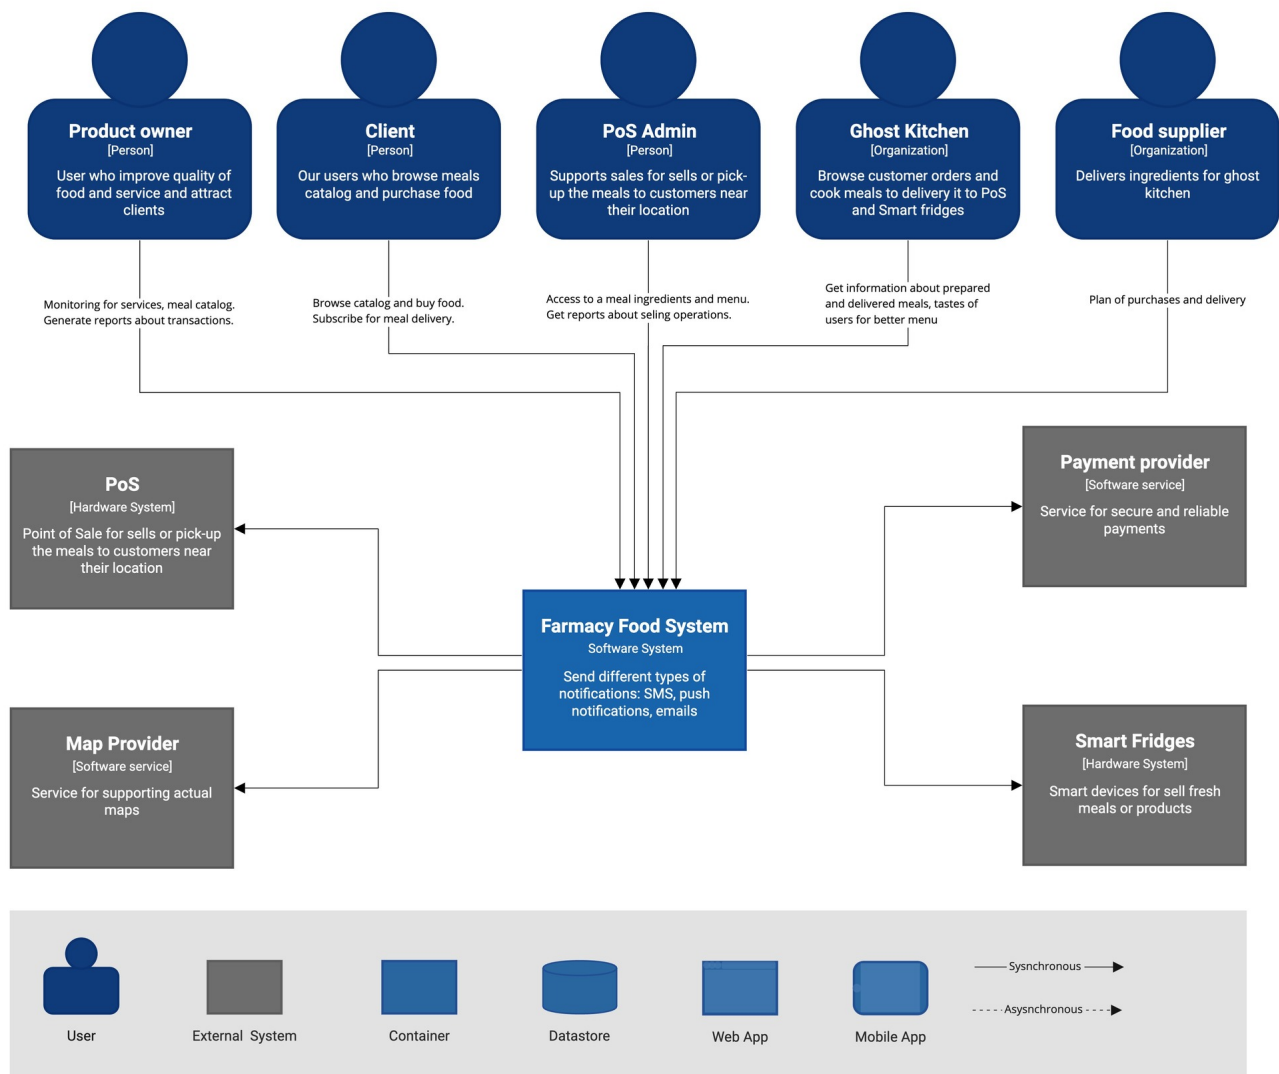 Product owner
[Person]
User who improve quality of
food and service and attract
clients
Client
[Person]
Our users who browse meals
catalog and purchase food
PoS Admin
[Person]
Supports sales for sells or pick-
up the meals to customers near
their location
Ghost Kitchen
[Organization]
Browse customer orders and
cook meals to delivery it to PoS
and Smart fridges
Food supplier
[Organization]
Delivers ingredients for ghost
kitchen
Monitoring for services, meal catalog.
Generate reports about transactions.
Browse catalog and buy food.
Subscribe for meal delivery.
Access to a meal ingredients and menu.
Get reports about seling operations.
Get information about prepared
and delivered meals, tastes of
users for better menu
Plan of purchases and delivery
PoS
[Hardware System]
Point of Sale for sells or pick-up
the meals to customers near
their location
Payment provider
[Software service]
Service for secure and reliable
payments
Farmacy Food System
Software System
Send different types of
notifications: SMS, push
notifications, emails
Map Provider
[Software service]
Service for supporting actual
maps
Smart Fridges
[Hardware System]
Smart devices for sell fresh
meals or products
User
External System
Container
Datastore
Web App
Mobile App
Sysnchronous
Asysnchronous